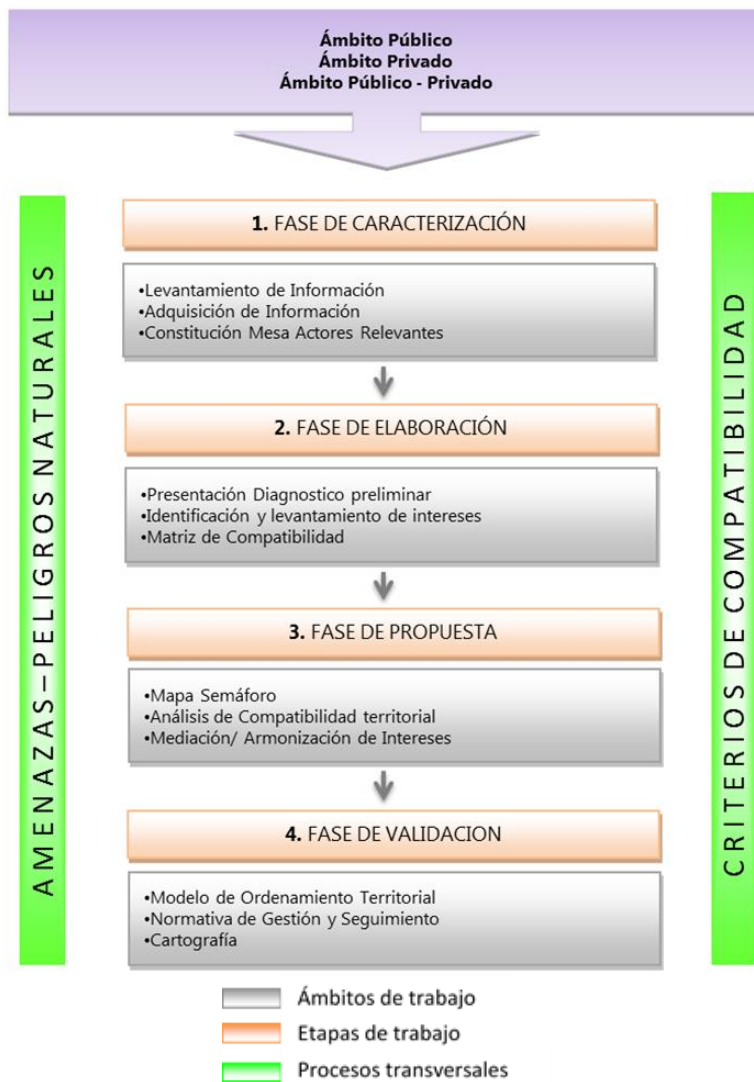 Ámbito Público
Ámbito Privado
Ámbito Público - Privado
AMENAZAS – PELIGROS NATURALES
1. FASE DE CARACTERIZACIÓN
•Levantamiento de Información
•Adquisición de Información
•Constitución Mesa Actores Relevantes
2. FASE DE ELABORACIÓN
•Presentación Diagnostico preliminar
•Identificación y levantamiento de intereses
•Matriz de Compatibilidad
3. FASE DE PROPUESTA
•Mapa Semáforo
•Análisis de Compatibilidad territorial
•Mediación/ Armonización de Intereses
4. FASE DE VALIDACION
•Modelo de Ordenamiento Territorial
•Normativa de Gestión y Seguimiento
•Cartografía
CRITERIOS DE COMPATIBILIDAD
Ámbitos de trabajo
Etapas de trabajo
Procesos transversales